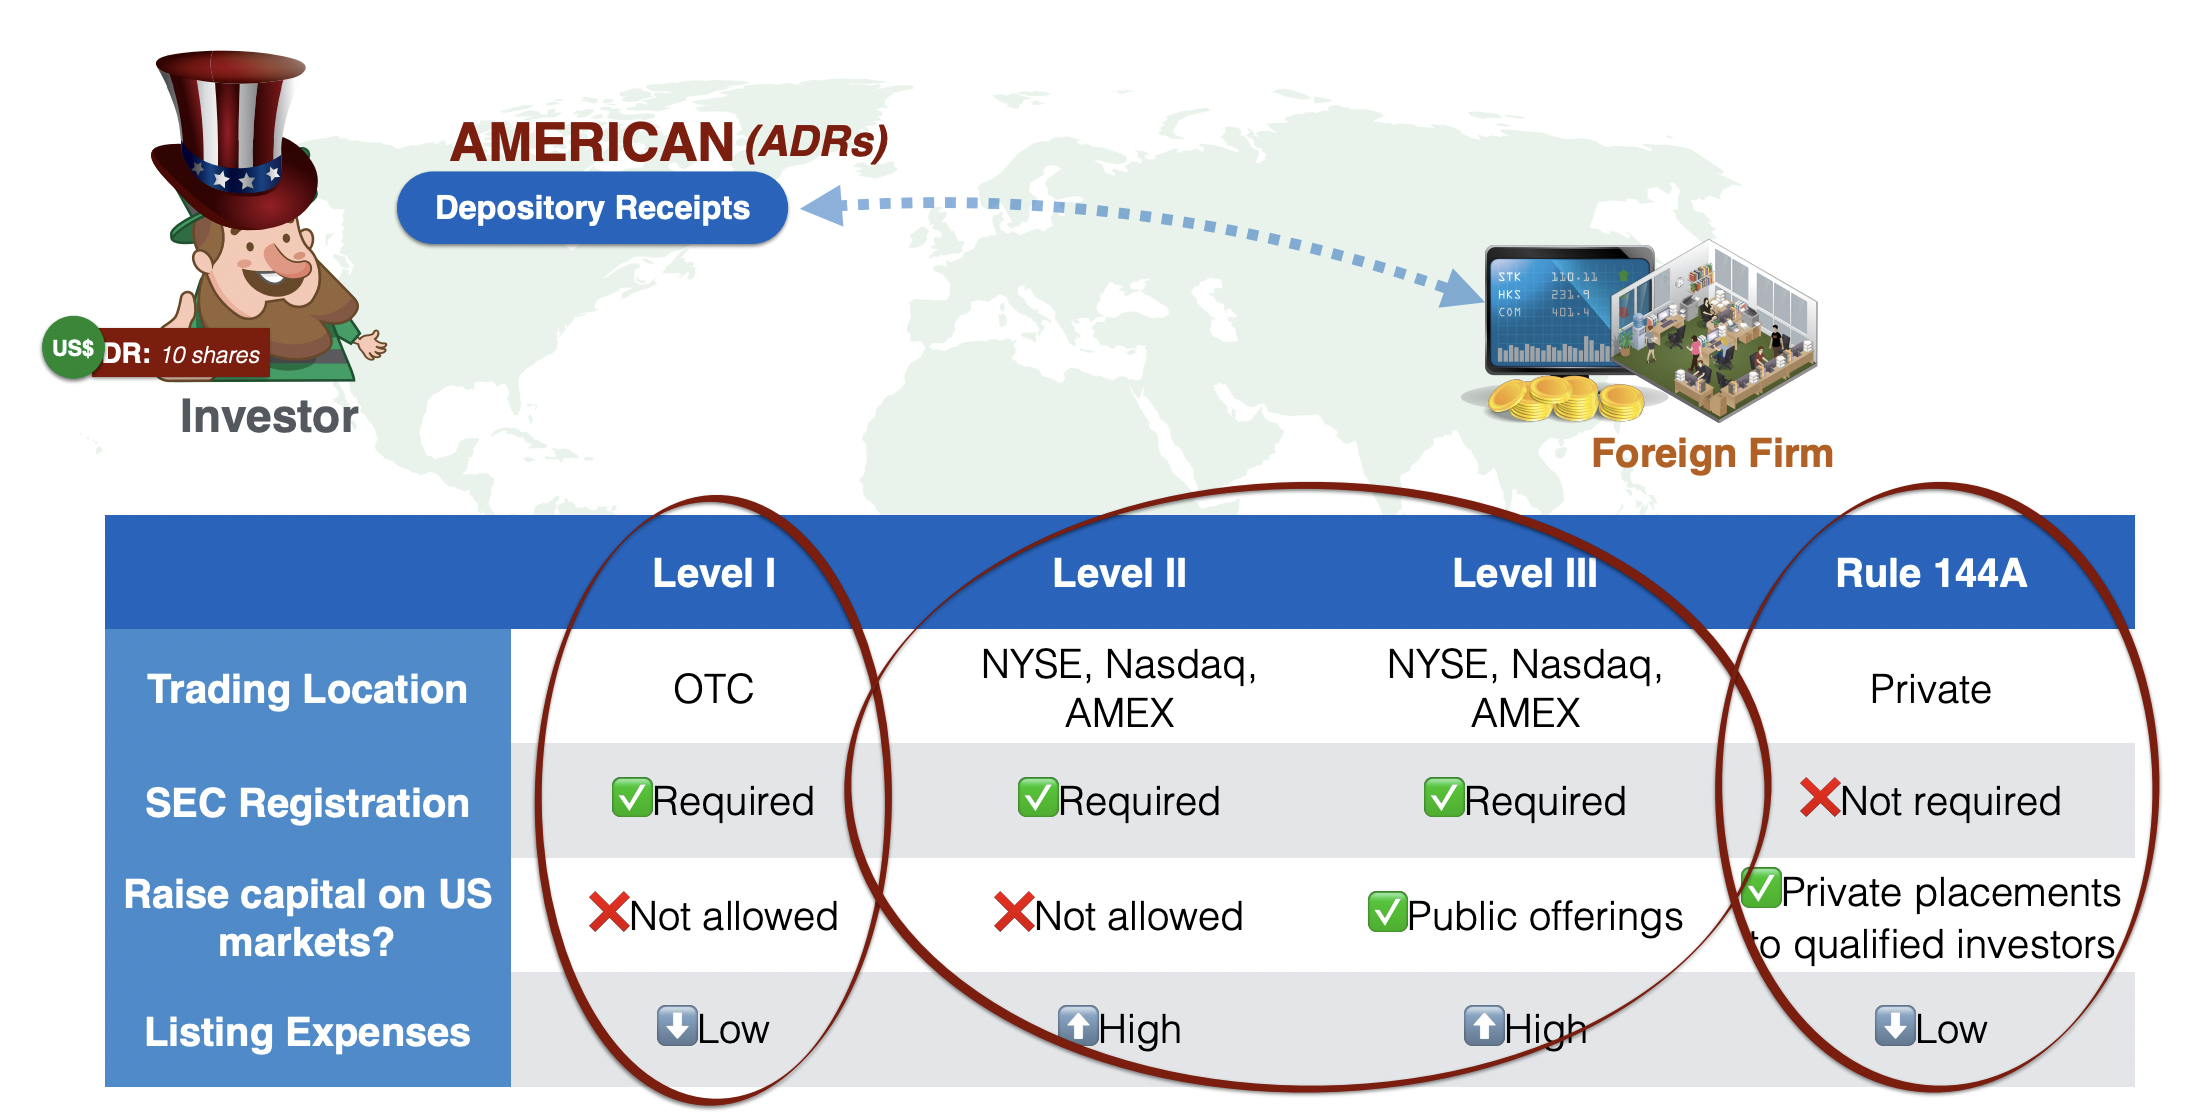 AMERICAN (ADRs)
Depository Receipts
STK 110.11
HKS 231.9
COM 401.4
US$ DR: 10 shares
Investor
Foreign Firm
Level I Level II Level III Rule 144A
Trading Location OTC NYSE, Nasdaq, AMEX NYSE, Nasdaq, AMEX Private
SEC Registration ✅Required ✅Required ✅Required ❌Not required
Raise capital on US markets? ❌Not allowed ❌Not allowed ✅Public offerings ✅Private placements to qualified investors
Listing Expenses ⬇Low ⬆High ⬆High ⬇Low